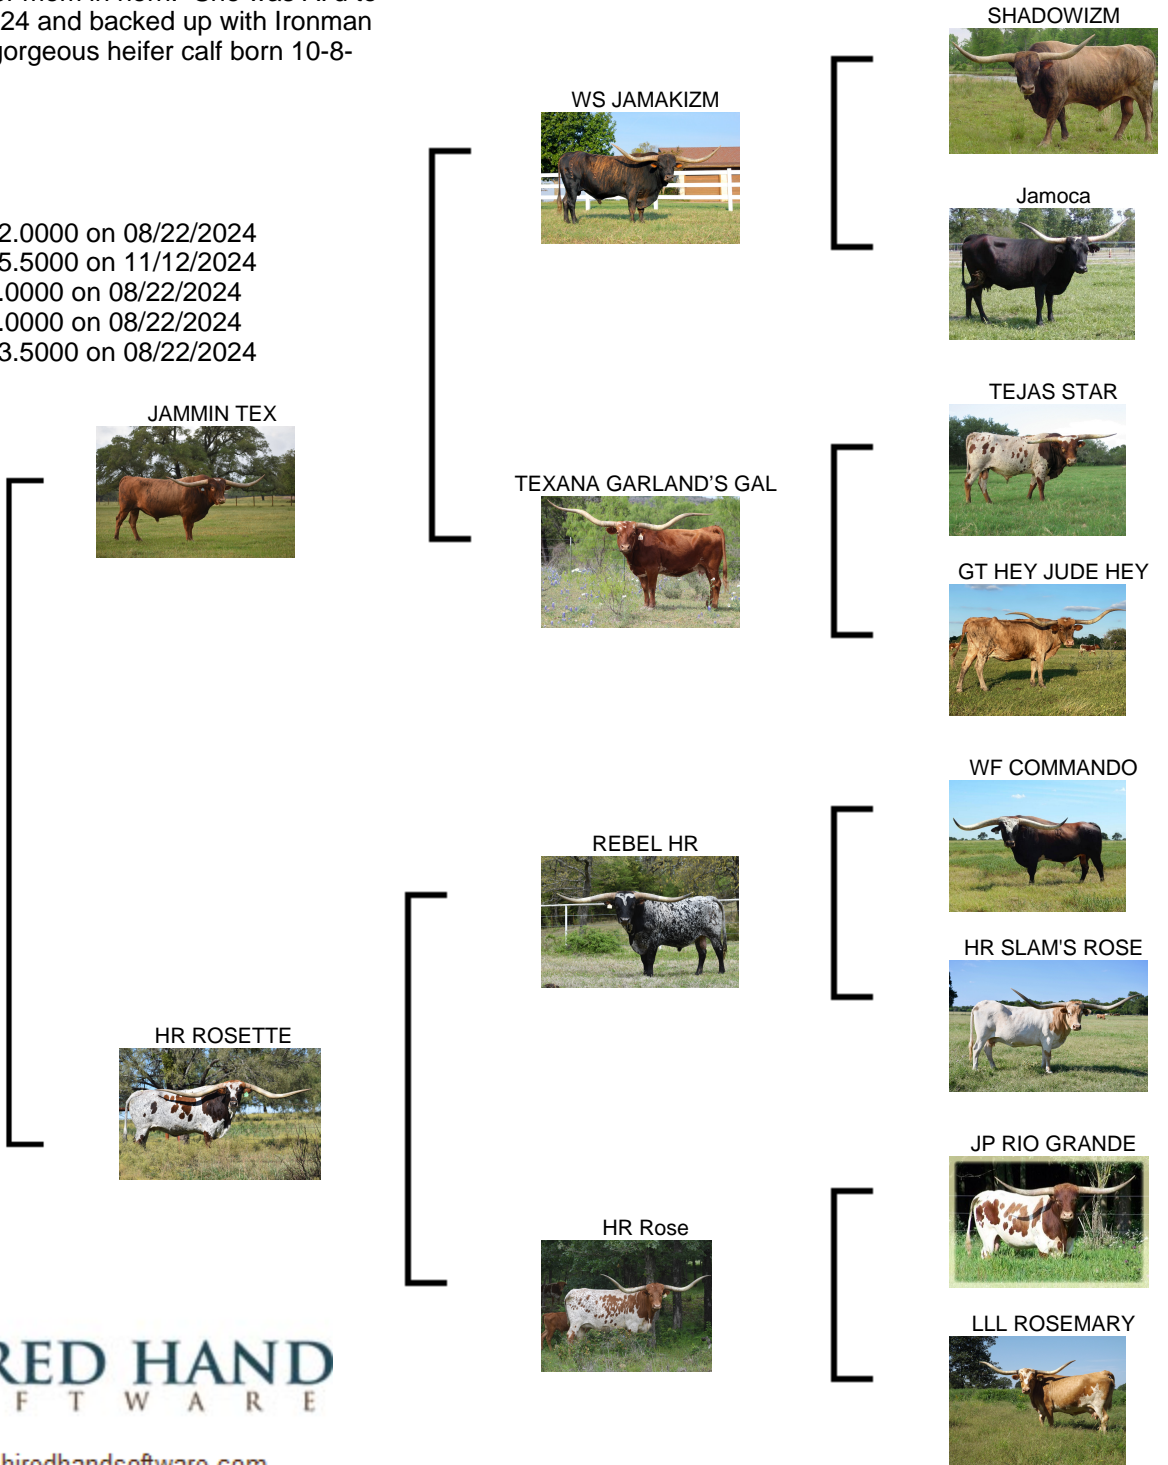 24 and backed up with Ironman
gorgeous heifer calf born 10-8-
2.0000 on 08/22/2024
5.5000 on 11/12/2024
.0000 on 08/22/2024
.0000 on 08/22/2024
3.5000 on 08/22/2024
JAMMIN TEX
HR ROSETTE
WS JAMAKIZM
TEXANA GARLAND'S GAL
REBEL HR
HR Rose
SHADOWIZM
Jamoca
TEJAS STAR
GT HEY JUDE HEY
WF COMMANDO
HR SLAM'S ROSE
JP RIO GRANDE
LLL ROSEMARY
RED HAND
F T W A R E
hiredhandsoftware.com